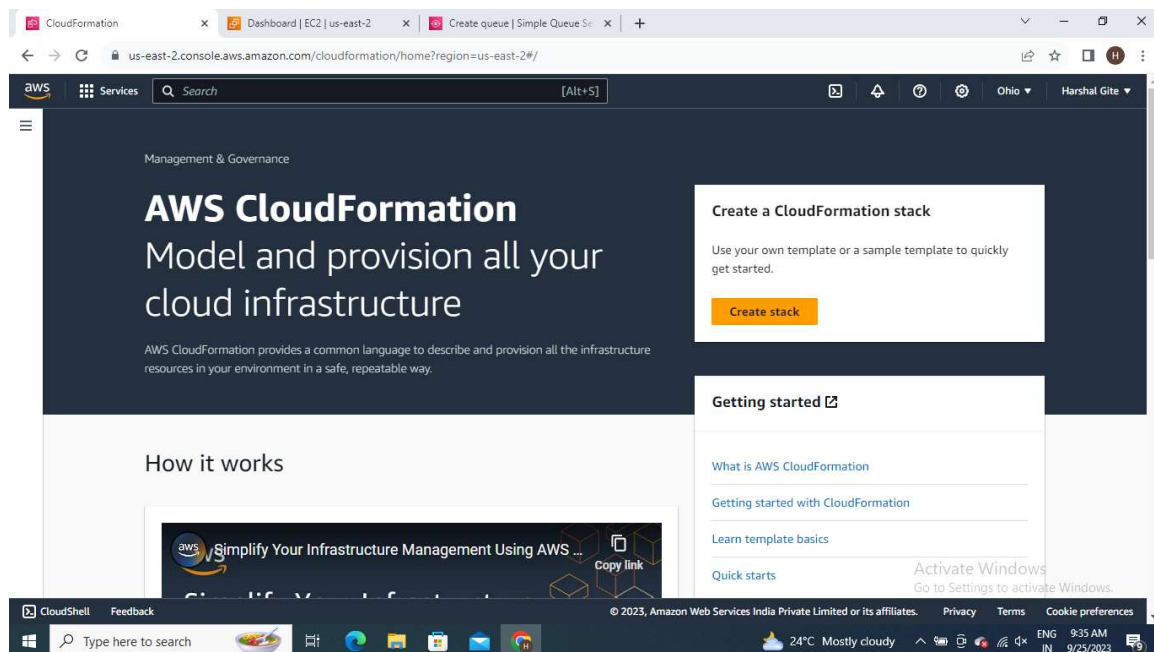 CloudFormation
Dashboard | EC2 | us-east-2
Create queue | Simple Queue Se
us-east-2.console.aws.amazon.com/cloudformation/home?region=us-east-2#/
H
aws
Services
Search
[Alt+S]
Ohio
Harshal Gite
Management & Governance
AWS CloudFormation
Model and provision all your
cloud infrastructure
AWS CloudFormation provides a common language to describe and provision all the infrastructure
resources in your environment in a safe, repeatable way.
Create a CloudFormation stack
Use your own template or a sample template to quickly
get started.
Create stack
Getting started
What is AWS CloudFormation
Getting started with CloudFormation
Learn template basics
Quick starts
How it works
aws
Simplify Your Infrastructure Management Using AWS ...
Copy link
Activate Windows
Go to Settings to activate Windows.
CloudShell
Feedback
© 2023, Amazon Web Services India Private Limited or its affiliates.
Privacy
Terms
Cookie preferences
Type here to search
24°C Mostly cloudy
ENG
IN
9:35 AM
9/25/2023